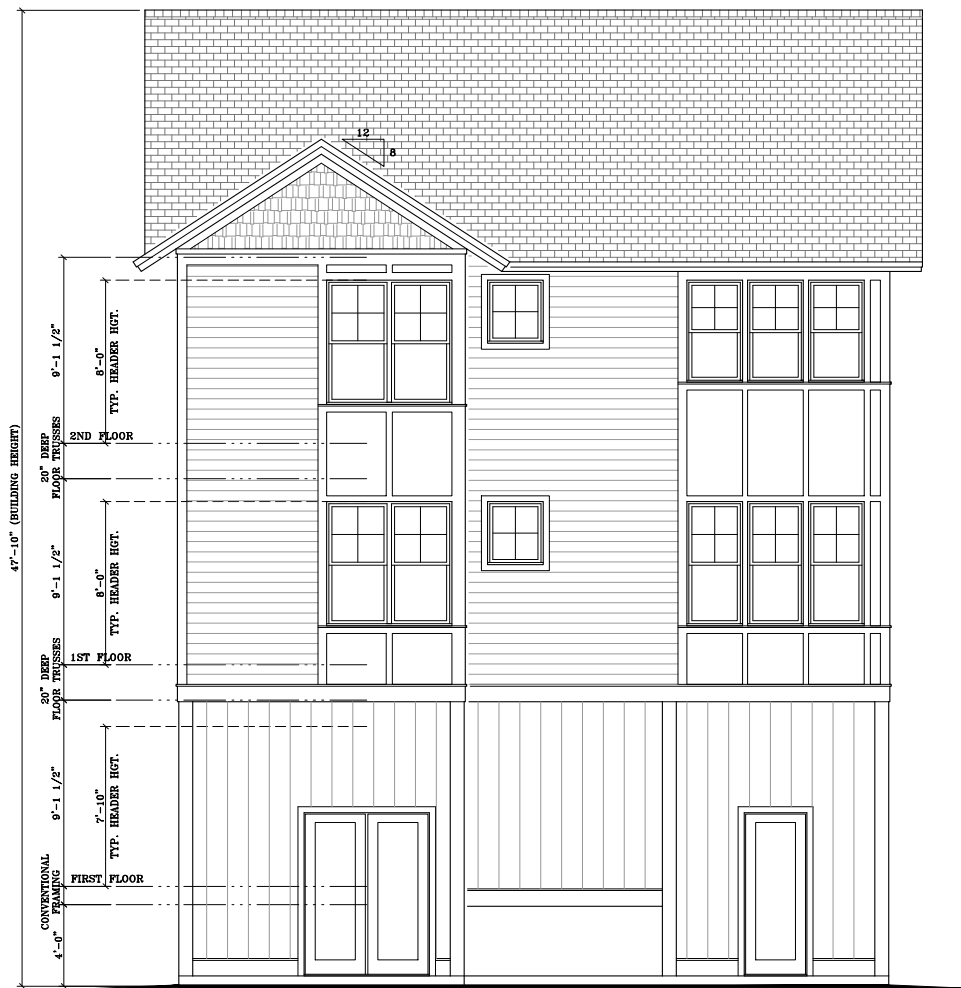 12
8
9'-1 1/2"
8'-0"
TYP. HEADER HGT.
2ND FLOOR
20" DEEP
FLOOR TRUSSES
47'-10" (BUILDING HEIGHT)
9'-1 1/2"
8'-0"
TYP. HEADER HGT.
1ST FLOOR
20" DEEP
FLOOR TRUSSES
9'-1 1/2"
7'-10"
TYP. HEADER HGT.
FIRST FLOOR
CONVENTIONAL
FRAMING
4'-0"